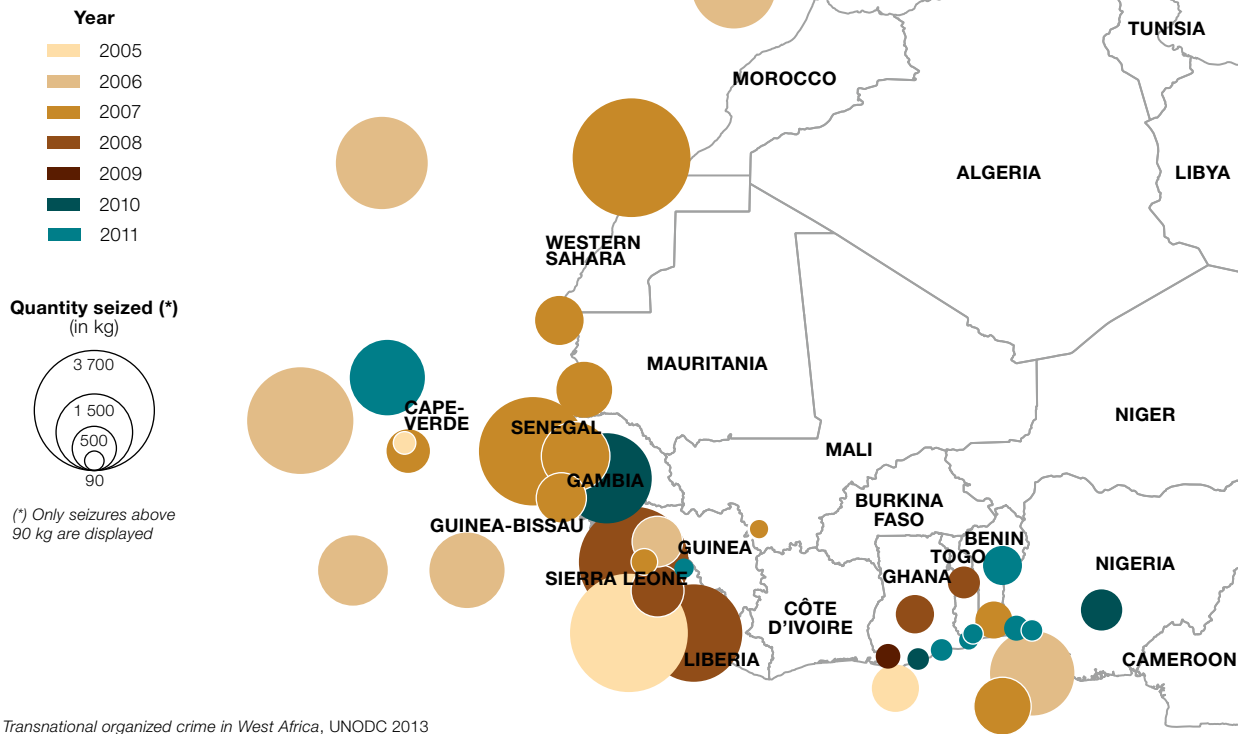 Year
2005
2006
2007
2008
2009
2010
2011
Quantity seized (*)
(in kg)
3 700
1 500
500
90
(*) Only seizures above
90 kg are displayed
TUNISIA
MOROCCO
ALGERIA
LIBYA
WESTERN
SAHARA
MAURITANIA
CAPE-
VERDE
SENEGAL
NIGER
MALI
GAMBIA
BURKINA
FASO
GUINEA-BISSAU
BENIN
GUINEA
TOGO
NIGERIA
SIERRA LEONE
GHANA
CÔTE
D'IVOIRE
LIBERIA
CAMEROON
Transnational organized crime in West Africa, UNODC 2013